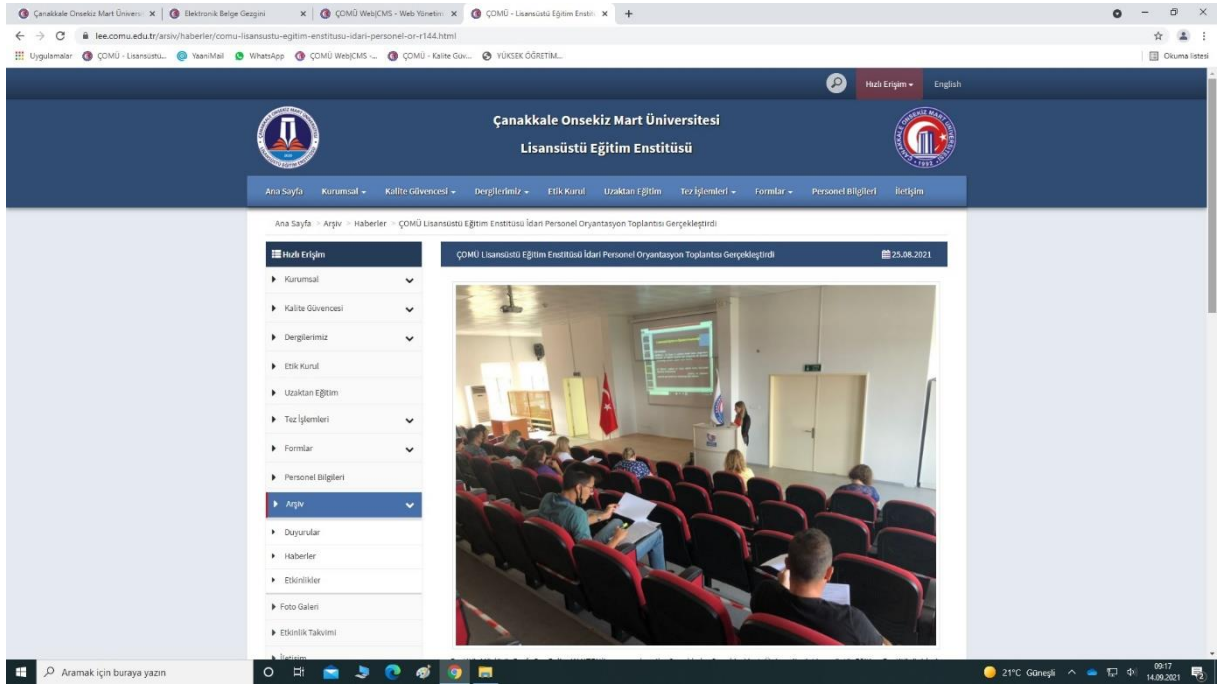 Çanakkale Onsekiz Mart Üniversi
Elektronik Belge Gezgini
ÇOMÜ Web|CMS - Web Yönetim
ÇOMÜ - Lisansüstü Eğitim Enstit
lee.comu.edu.tr/arsiv/haberler/comu-lisansustu-egitim-enstitusu-idari-personel-or-r144.html
Uygulamalar
ÇOMÜ - Lisansüstü...
YaaniMail
WhatsApp
ÇOMÜ Web|CMS -...
ÇOMÜ - Kalite Güv...
YÜKSEK ÖĞRETİM...
Okuma listesi
Hızlı Erişim
English
Çanakkale Onsekiz Mart Üniversitesi
Lisansüstü Eğitim Enstitüsü
Ana Sayfa
Kurumsal
Kalite Güvencesi
Dergilerimiz
Etik Kurul
Uzaktan Eğitim
Tez İşlemleri
Formlar
Personel Bilgileri
İletişim
Ana Sayfa > Arşiv > Haberler > ÇOMÜ Lisansüstü Eğitim Enstitüsü İdari Personel Oryantasyon Toplantısı Gerçekleştirdi
Hızlı Erişim
Kurumsal
Kalite Güvencesi
Dergilerimiz
Etik Kurul
Uzaktan Eğitim
Tez İşlemleri
Formlar
Personel Bilgileri
Arşiv
Duyurular
Haberler
Etkinlikler
Foto Galeri
Etkinlik Takvimi
İletişim
ÇOMÜ Lisansüstü Eğitim Enstitüsü İdari Personel Oryantasyon Toplantısı Gerçekleştirdi
25.08.2021
Aramak için buraya yazın
21°C Güneşli
09:17
14.09.2021